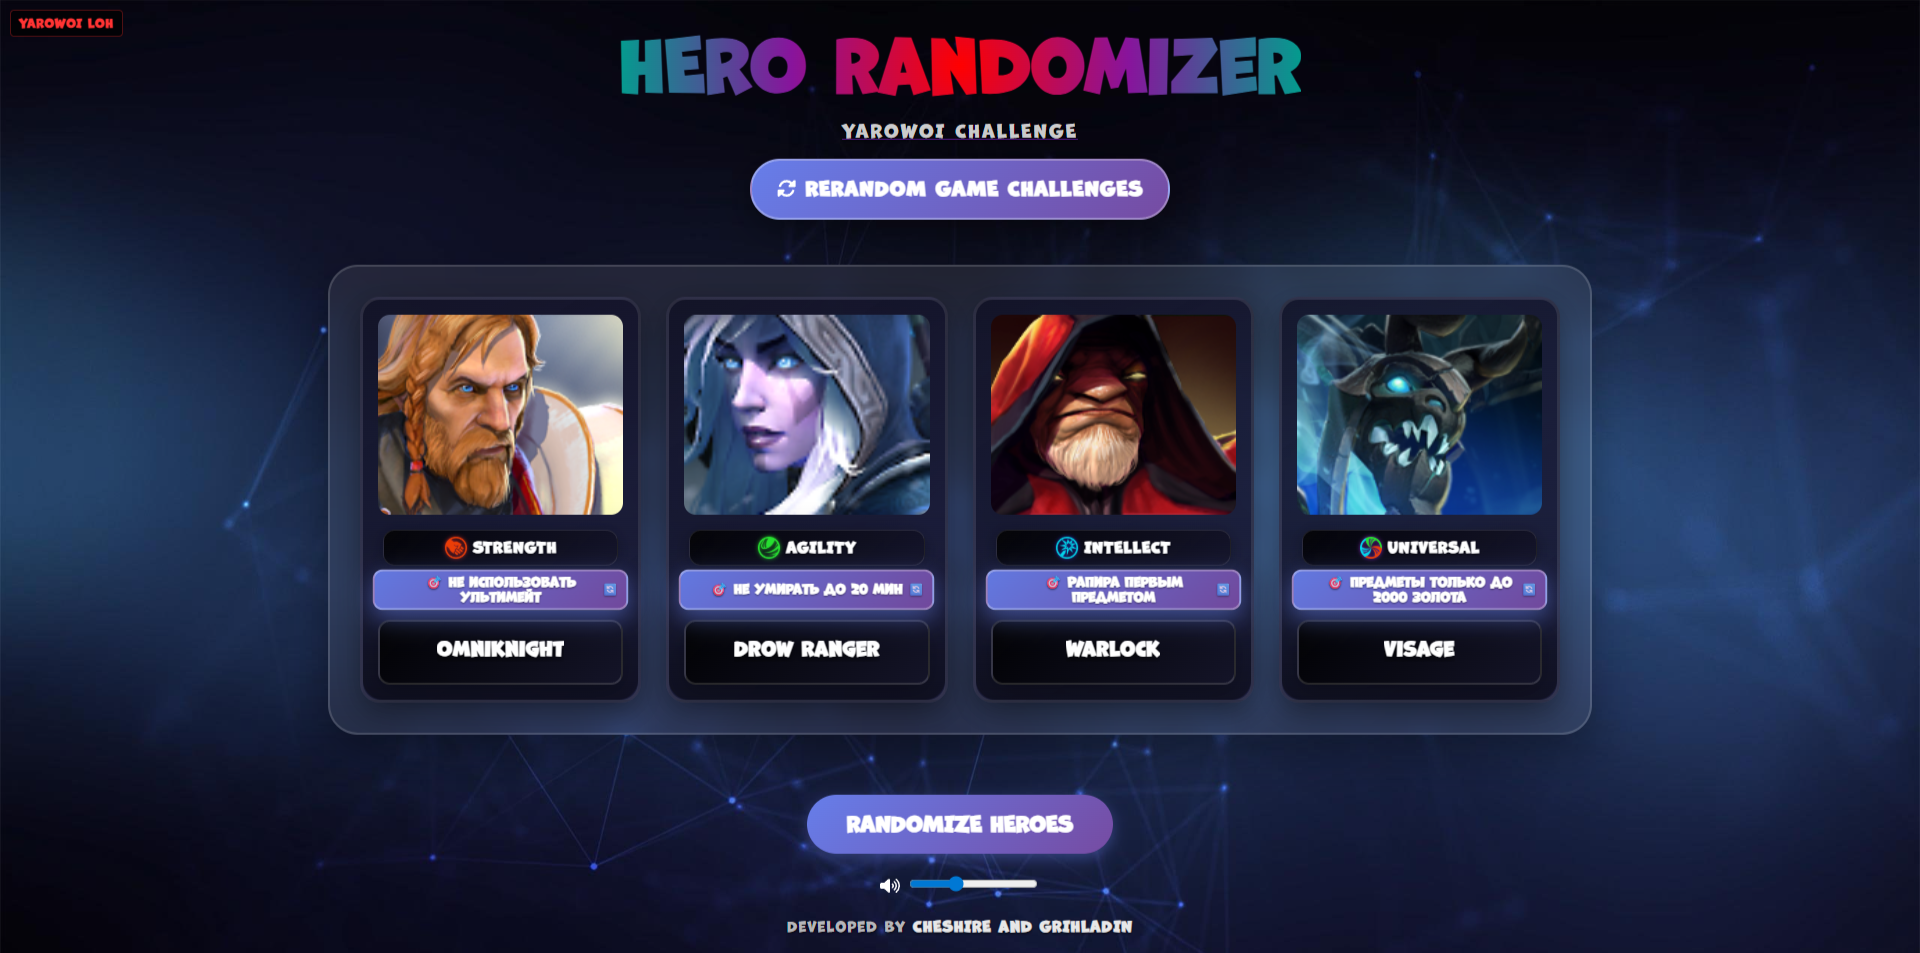 YAROWOI LOH
HERO RANDOMIZER
YAROWOI CHALLENGE
RERANDOM GAME CHALLENGES
STRENGTH
НЕ ИСПОЛЬЗОВАТЬ
УЛЬТИМЕЙТ
OMNIKNIGHT
AGILITY
НЕ УМИРАТЬ ДО 20 МИН
DROW RANGER
INTELLECT
РАПИРА ПЕРВЫМ
ПРЕДМЕТОМ
WARLOCK
UNIVERSAL
ПРЕДМЕТЫ ТОЛЬКО ДО
2000 ЗОЛОТА
VISAGE
RANDOMIZE HEROES
DEVELOPED BY CHESHIRE AND GRIHLADIN